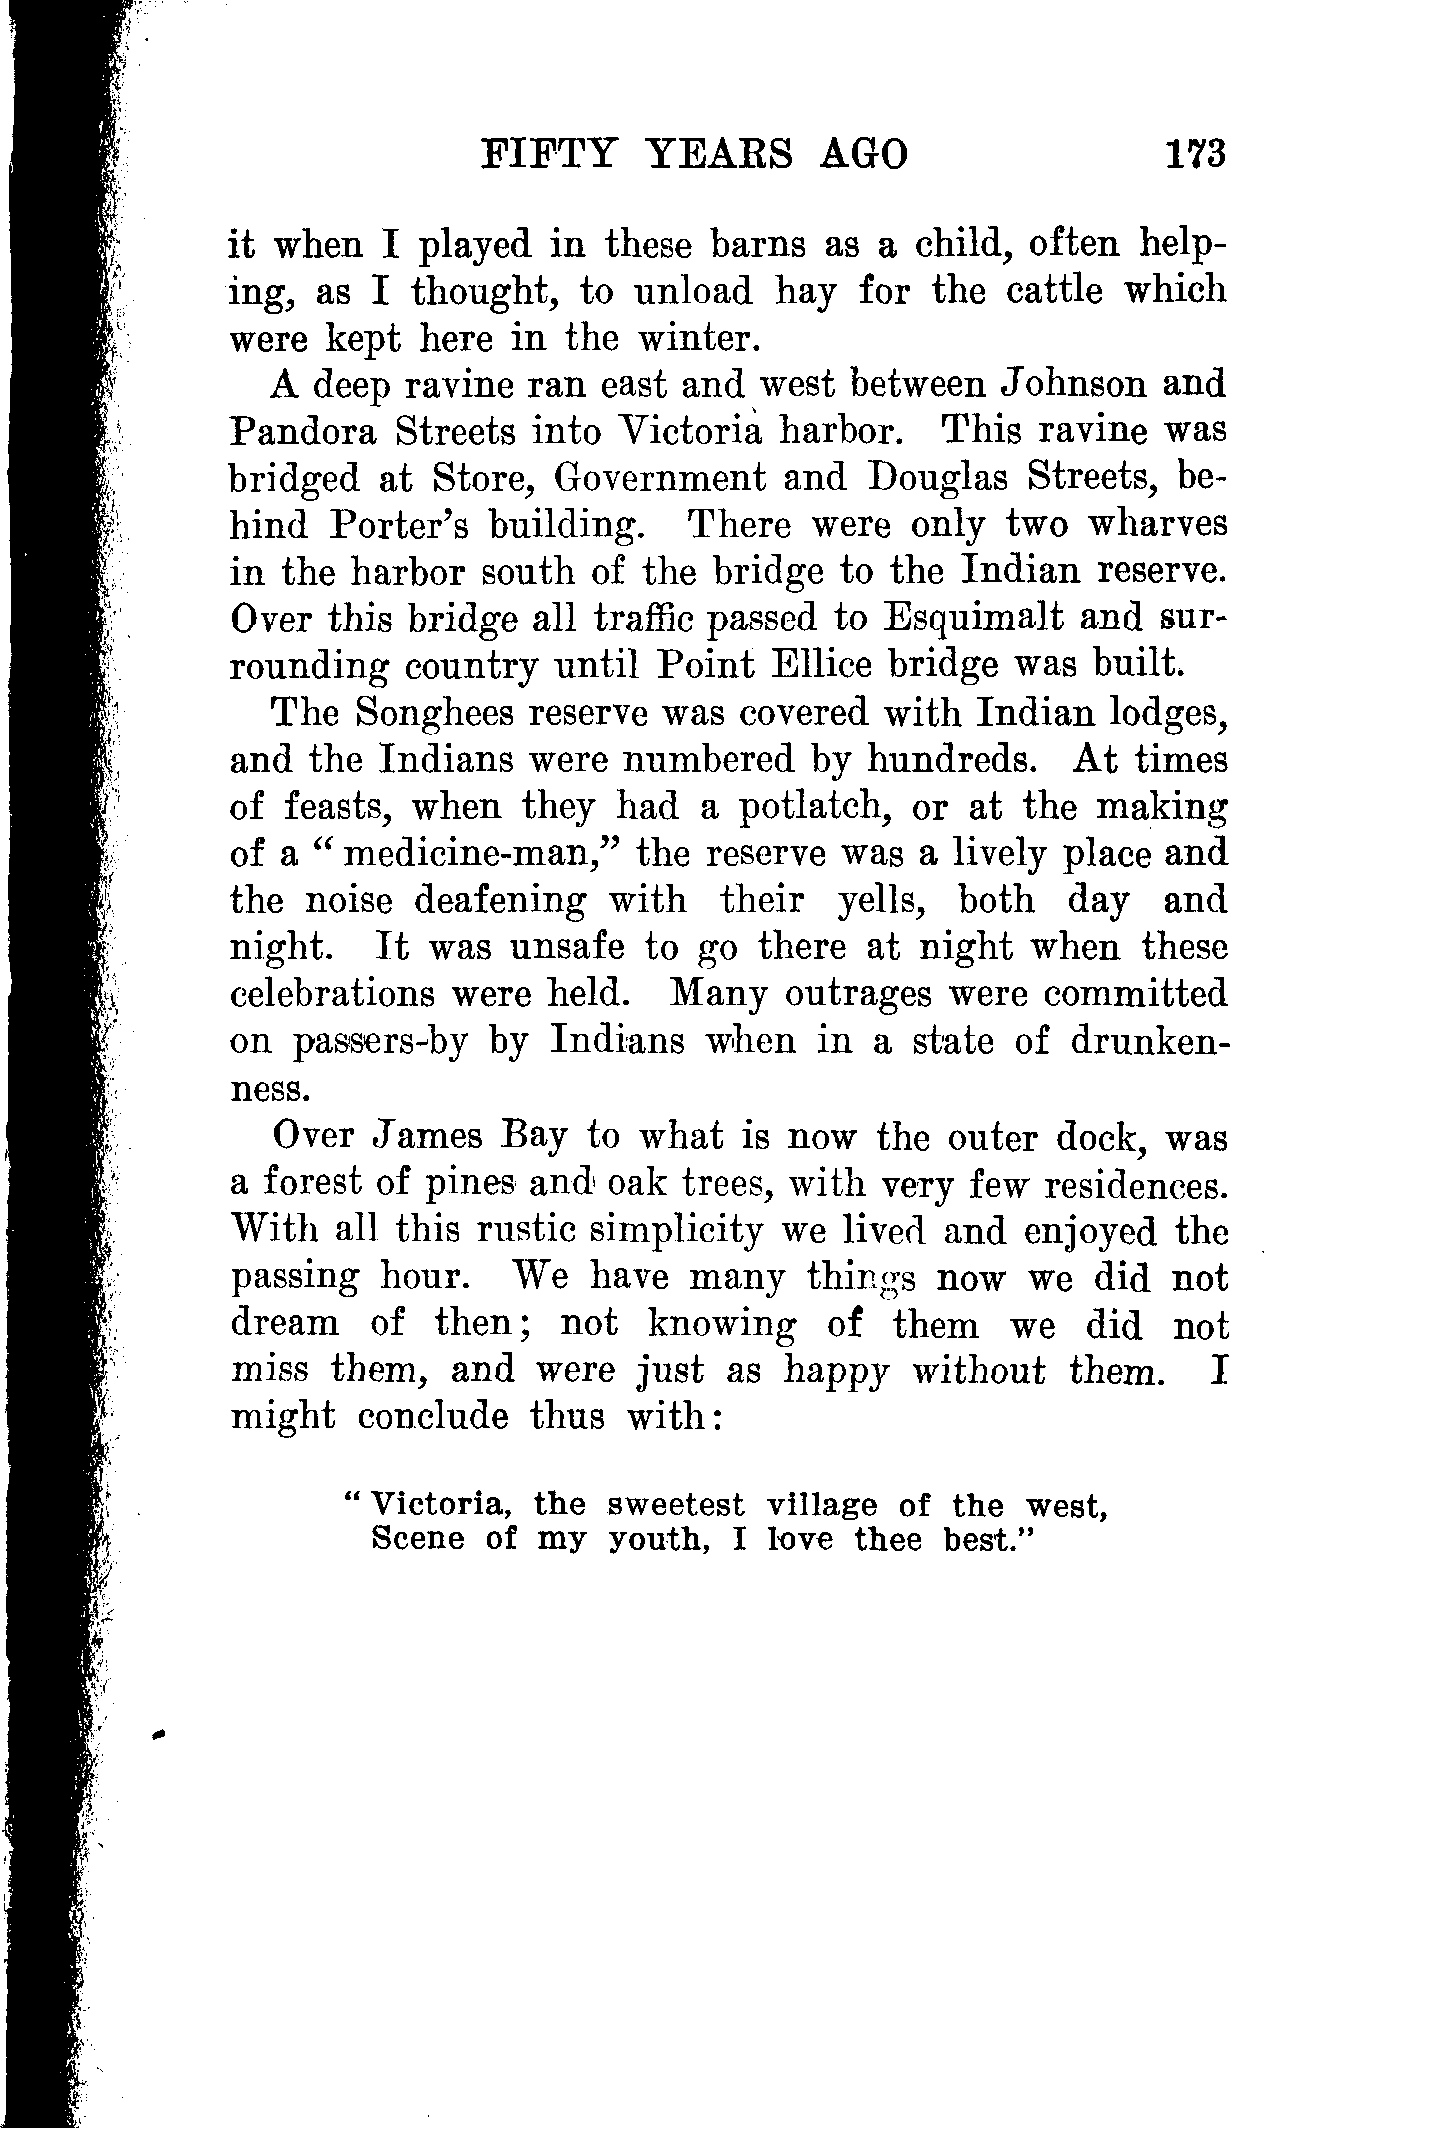 FIFTY YEARS AGO 173
it when I played in these barns as a child, often help-
ing, as I thought, to unload hay for the cattle which
were kept here in the winter.
A deep ravine ran east and west between Johnson and
Pandora Streets into Victoria harbor. This ravine was
bridged at Store, Government and Douglas Streets, be-
hind Porter's building. There were only two wharves
in the harbor south of the bridge to the Indian reserve.
Over this bridge all traffic passed to Esquimalt and sur-
rounding country until Point Ellice bridge was built.
The Songhees reserve was covered with Indian lodges,
and the Indians were numbered by hundreds. At times
of feasts, when they had a potlatch, or at the making
of a "medicine-man," the reserve was a lively place and
the noise deafening with their yells, both day and
night. It was unsafe to go there at night when these
celebrations were held. Many outrages were committed
on passers-by by Indians when in a state of drunken-
ness.
Over James Bay to what is now the outer dock, was
a forest of pines and oak trees, with very few residences.
With all this rustic simplicity we lived and enjoyed the
passing hour. We have many things now we did not
dream of then; not knowing of them we did not
miss them, and were just as happy without them. I
might conclude thus with:
"Victoria, the sweetest village of the west,
Scene of my youth, I love thee best."